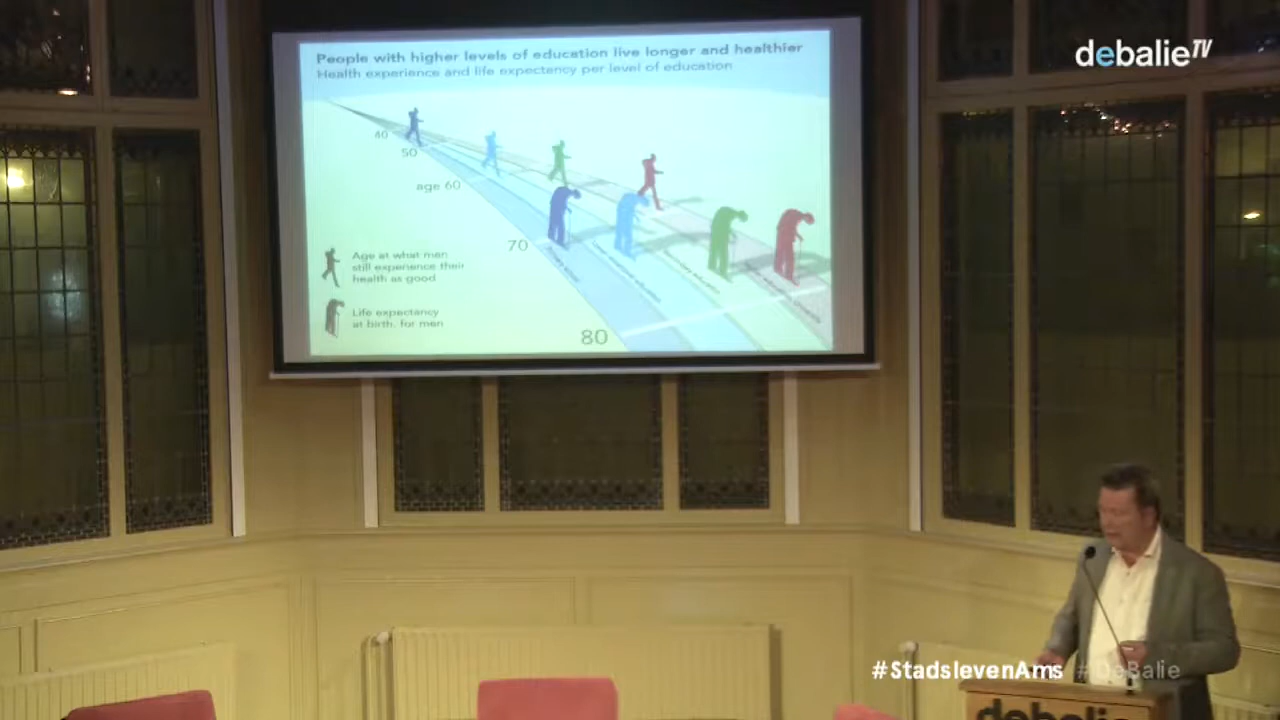 debalieTV
People with higher levels of education live longer and healthier
Health experience and life expectancy per level of education
40
50
age 60
70
80
Age at what men
still experience their
health as good
Life expectancy
at birth, for men
#StadslevenAms #DeBalie
debalie